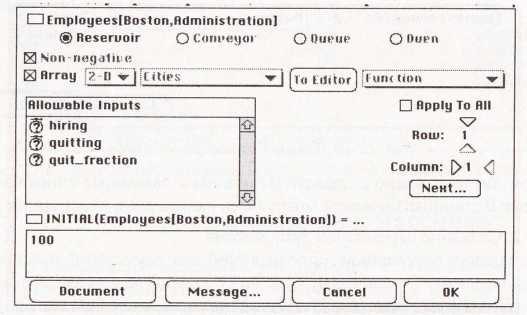 Employees[Boston,Administration]
Reservoir Conveyor Queue Oven
Non-negative
Array 2-D Cities To Editor Function
Allowable Inputs
Apply To All
hiring
quitting
quit_fraction
Row: 1
Column: 1
Next...
INITIAL(Employees[Boston,Administration]) = ...
100
Document Message... Cancel OK